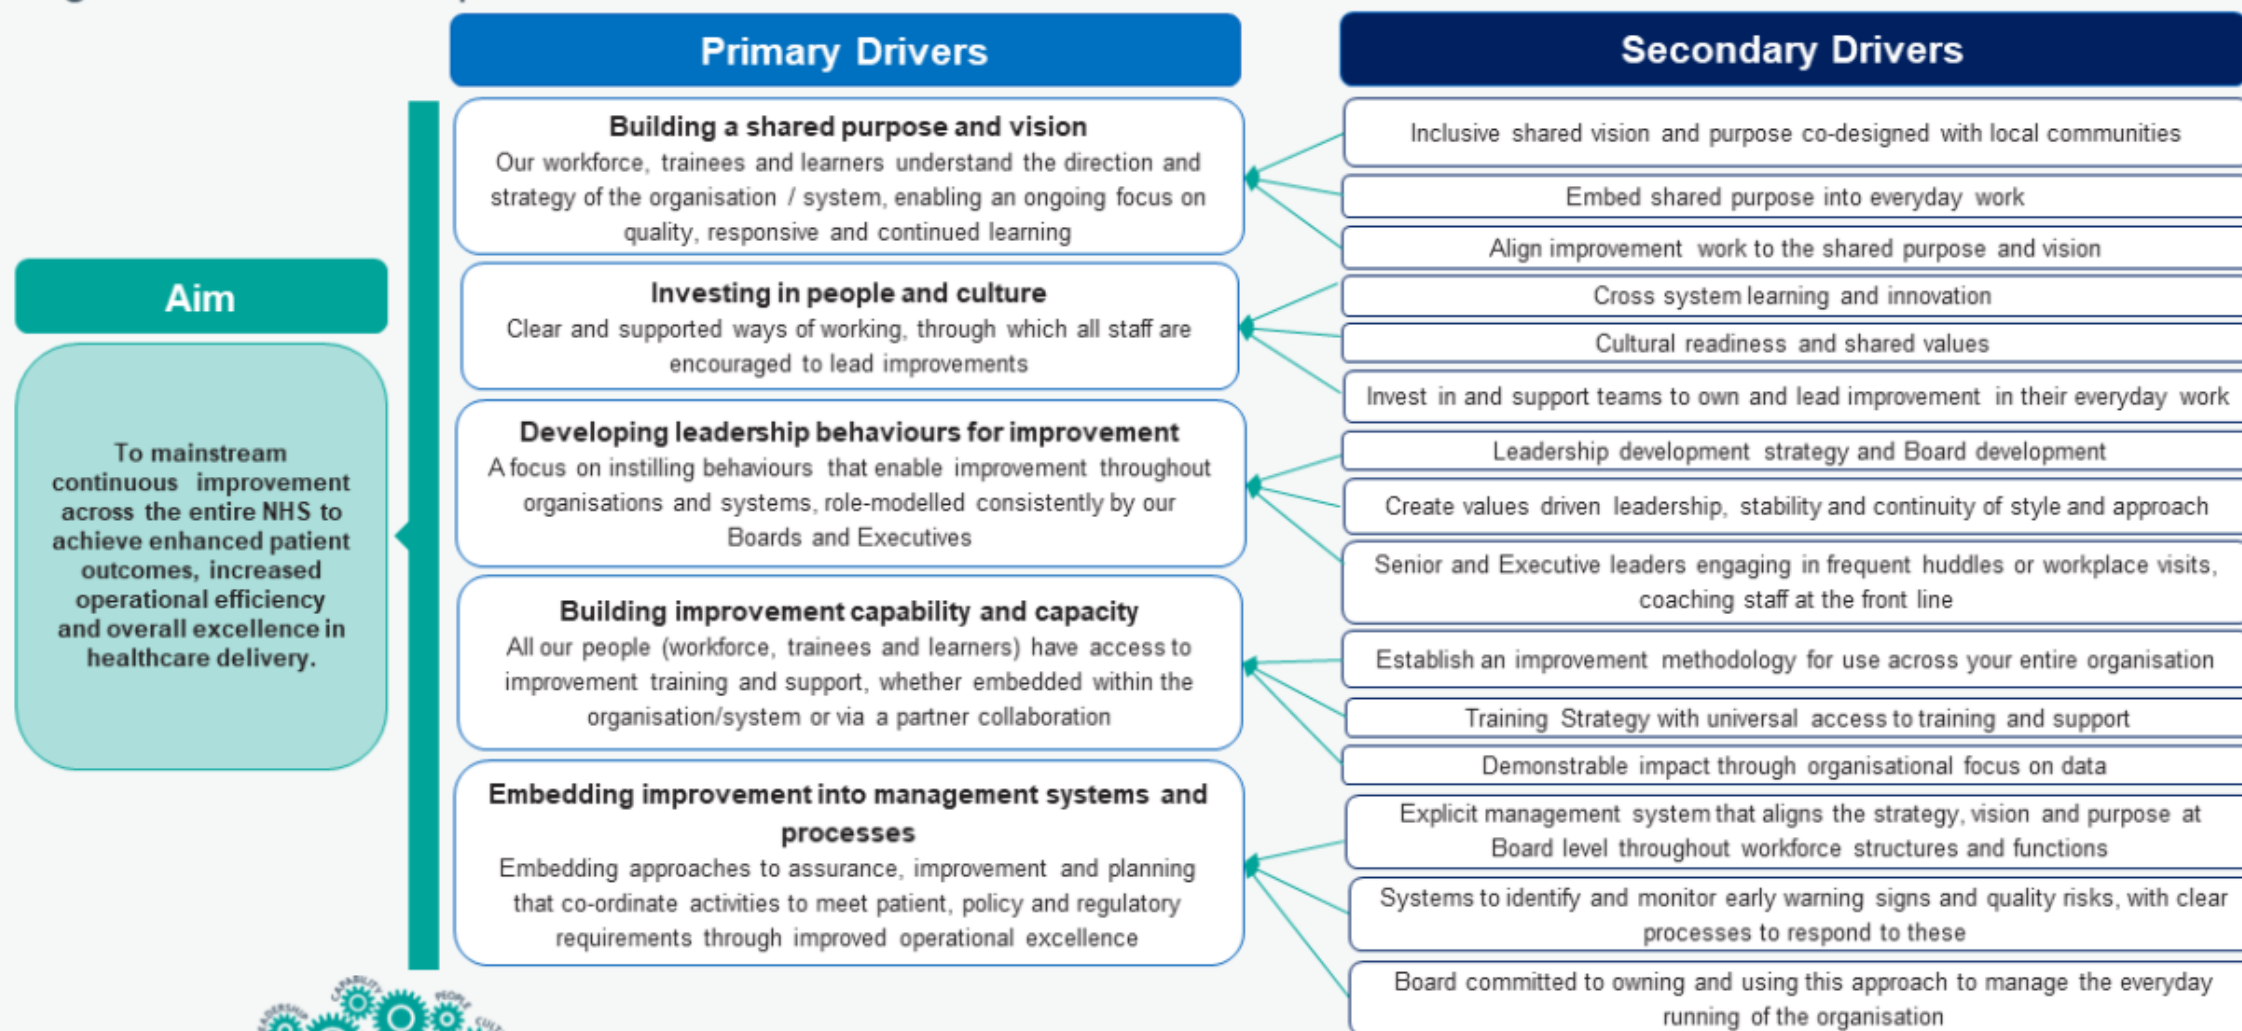 Primary Drivers
Secondary Drivers
Aim
To mainstream
continuous improvement
across the entire NHS to
achieve enhanced patient
outcomes, increased
operational efficiency
and overall excellence in
healthcare delivery.
Building a shared purpose and vision
Our workforce, trainees and learners understand the direction and
strategy of the organisation / system, enabling an ongoing focus on
quality, responsive and continued learning
Investing in people and culture
Clear and supported ways of working, through which all staff are
encouraged to lead improvements
Developing leadership behaviours for improvement
A focus on instilling behaviours that enable improvement throughout
organisations and systems, role-modelled consistently by our
Boards and Executives
Building improvement capability and capacity
All our people (workforce, trainees and learners) have access to
improvement training and support, whether embedded within the
organisation/system or via a partner collaboration
Embedding improvement into management systems and
processes
Embedding approaches to assurance, improvement and planning
that co-ordinate activities to meet patient, policy and regulatory
requirements through improved operational excellence
Inclusive shared vision and purpose co-designed with local communities
Embed shared purpose into everyday work
Align improvement work to the shared purpose and vision
Cross system learning and innovation
Cultural readiness and shared values
Invest in and support teams to own and lead improvement in their everyday work
Leadership development strategy and Board development
Create values driven leadership, stability and continuity of style and approach
Senior and Executive leaders engaging in frequent huddles or workplace visits,
coaching staff at the front line
Establish an improvement methodology for use across your entire organisation
Training Strategy with universal access to training and support
Demonstrable impact through organisational focus on data
Explicit management system that aligns the strategy, vision and purpose at
Board level throughout workforce structures and functions
Systems to identify and monitor early warning signs and quality risks, with clear
processes to respond to these
Board committed to owning and using this approach to manage the everyday
running of the organisation
CAPABILITY
PEOPLE